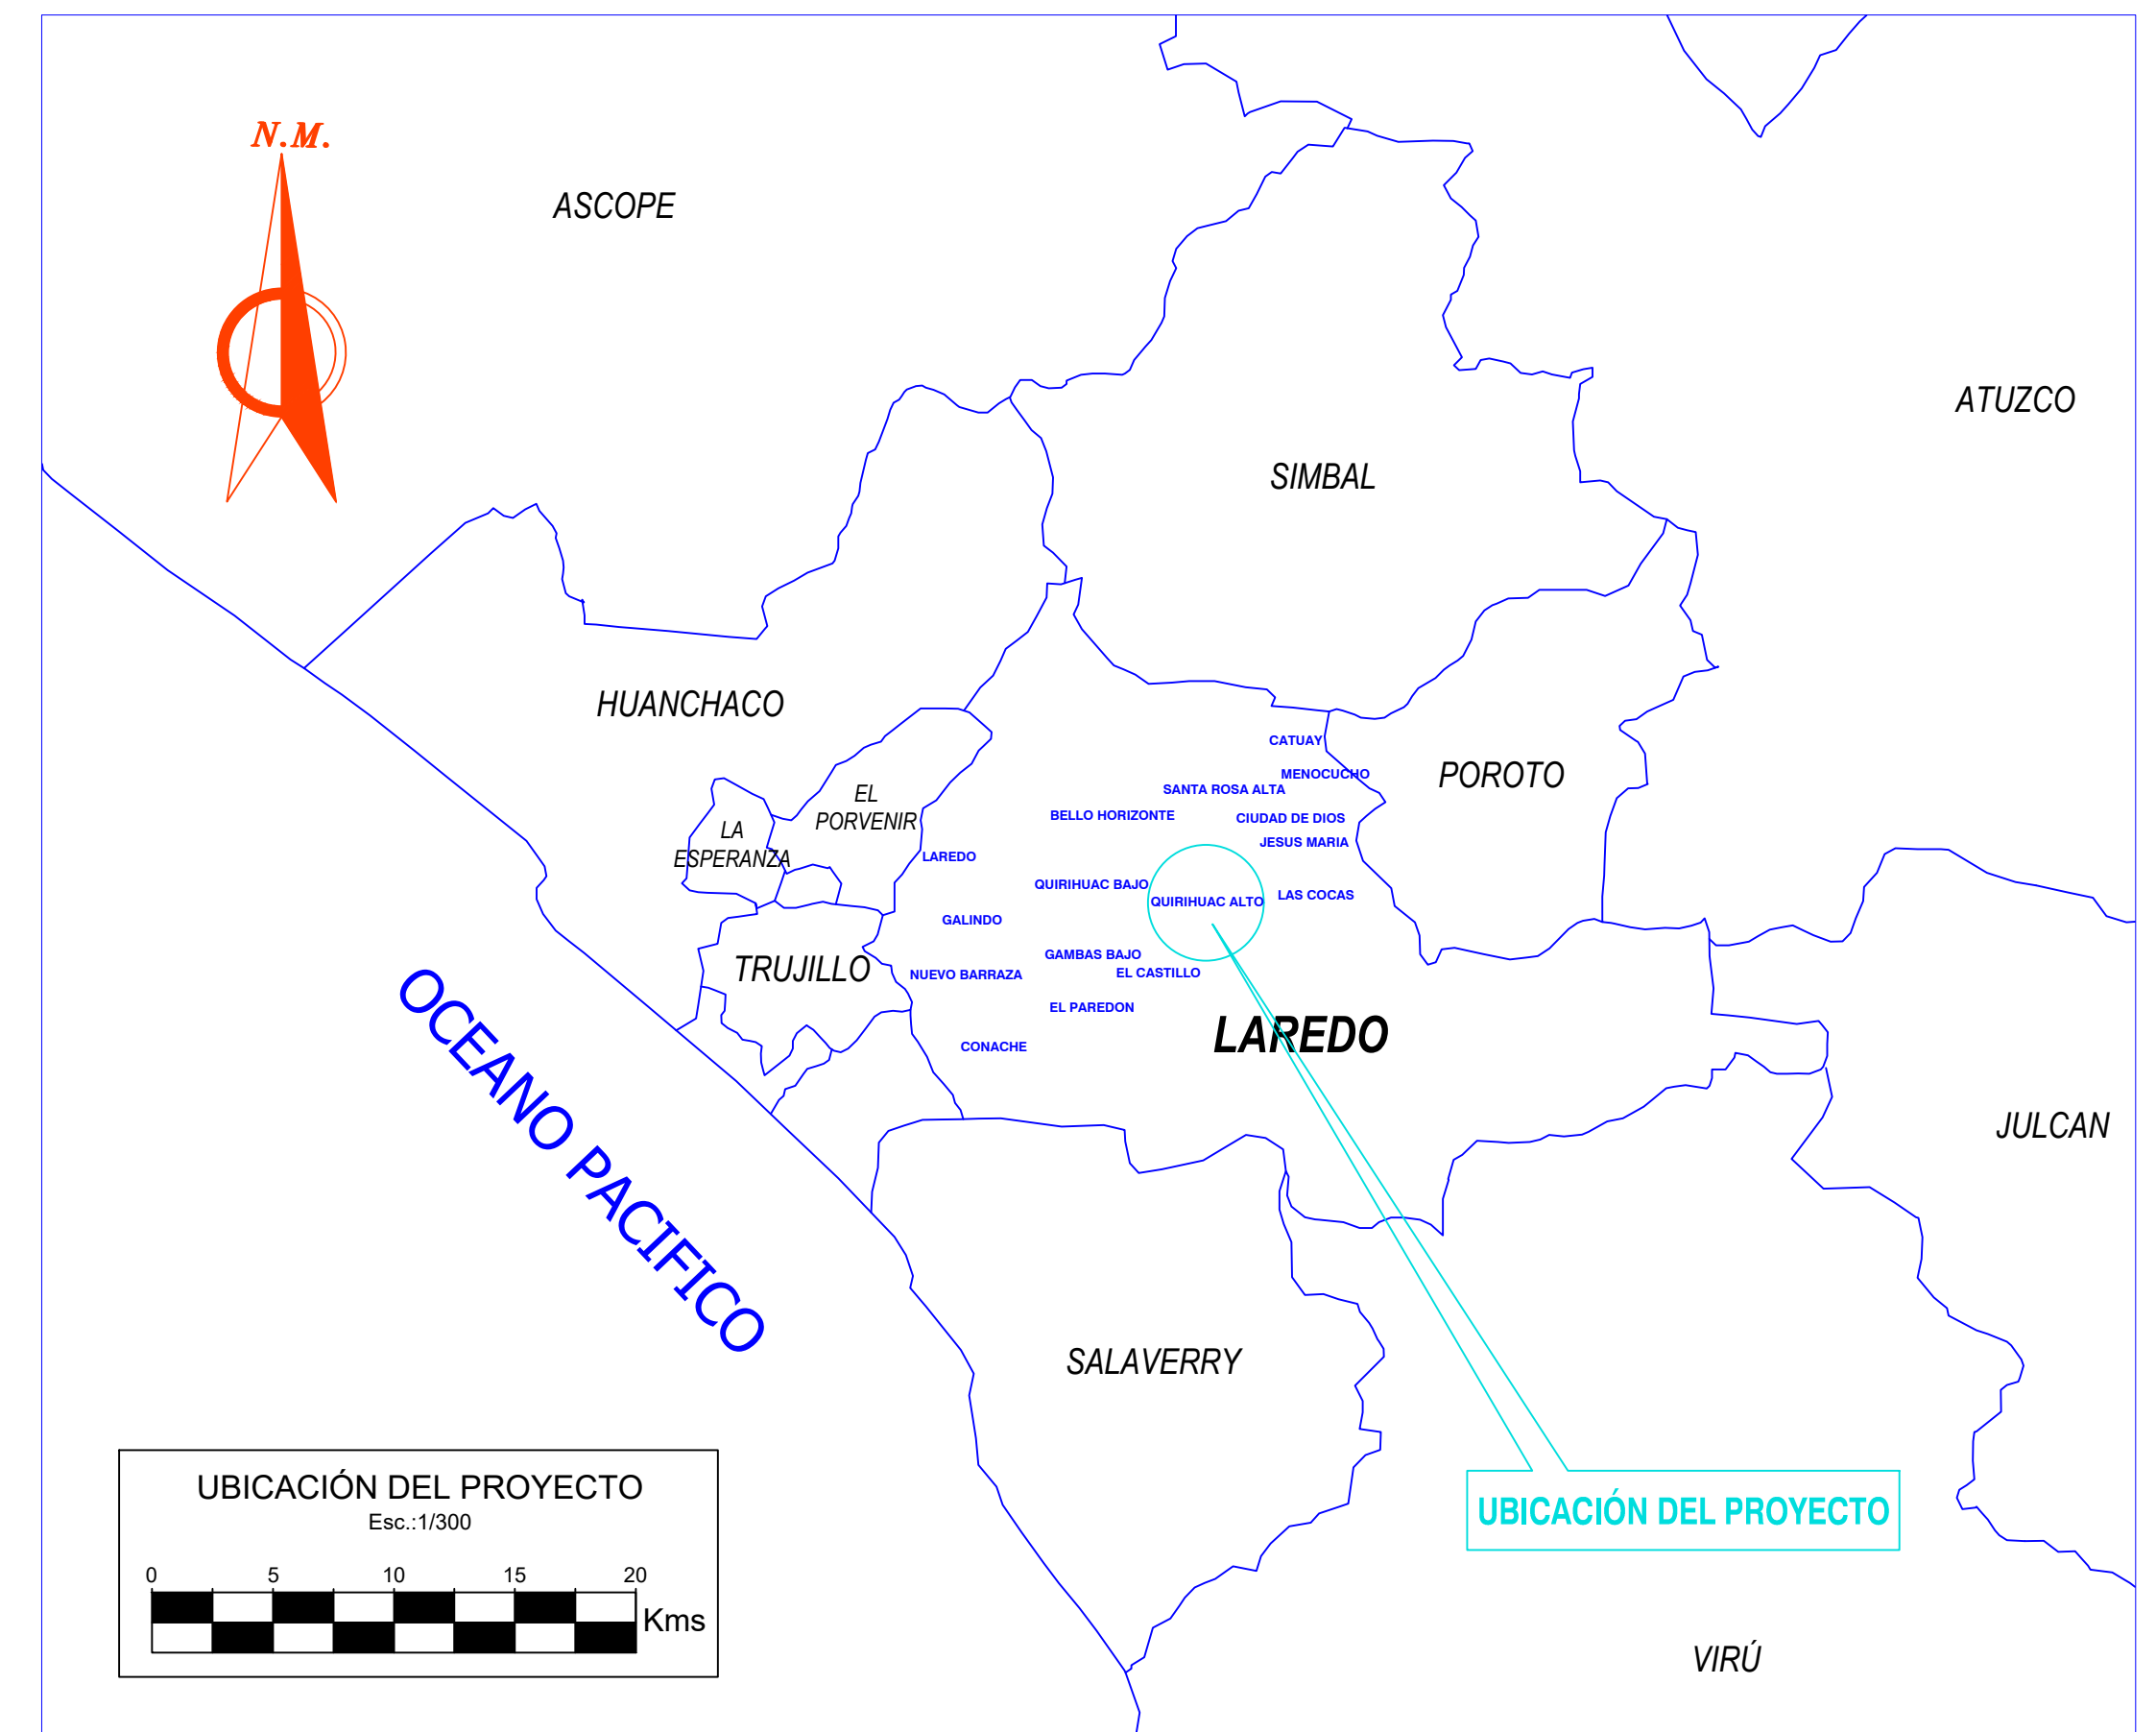 N.M.
ASCOPE
ATUZCO
SIMBAL
HUANCHACO
CATUAY
MENOCUCHO
POROTO
SANTA ROSA ALTA
EL
PORVENIR
BELLO HORIZONTE
CIUDAD DE DIOS
LA
ESPERANZA
JESUS MARIA
LAREDO
QUIRIHUAC BAJO
LAS COCAS
QUIRIHUAC ALTO
GALINDO
GAMBAS BAJO
TRUJILLO
NUEVO BARRAZA
EL CASTILLO
EL PAREDON
LAREDO
CONACHE
OCEANO PACIFICO
JULCAN
SALAVERRY
UBICACIÓN DEL PROYECTO
Esc.:1/300
0 5 10 15 20
Kms
UBICACIÓN DEL PROYECTO
VIRÚ